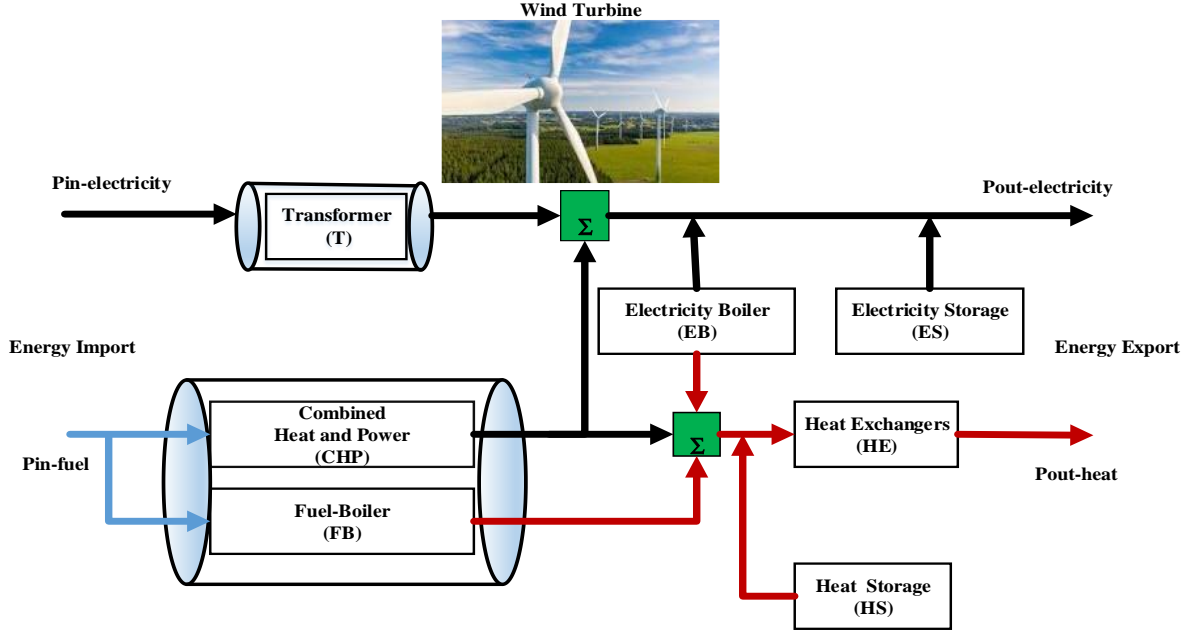 Wind Turbine
Pin-electricity
Pout-electricity
Transformer
(T)
Σ
Electricity Boiler
(EB)
Electricity Storage
(ES)
Energy Import
Energy Export
Combined
Heat and Power
(CHP)
Σ
Heat Exchangers
(HE)
Pin-fuel
Pout-heat
Fuel-Boiler
(FB)
Heat Storage
(HS)